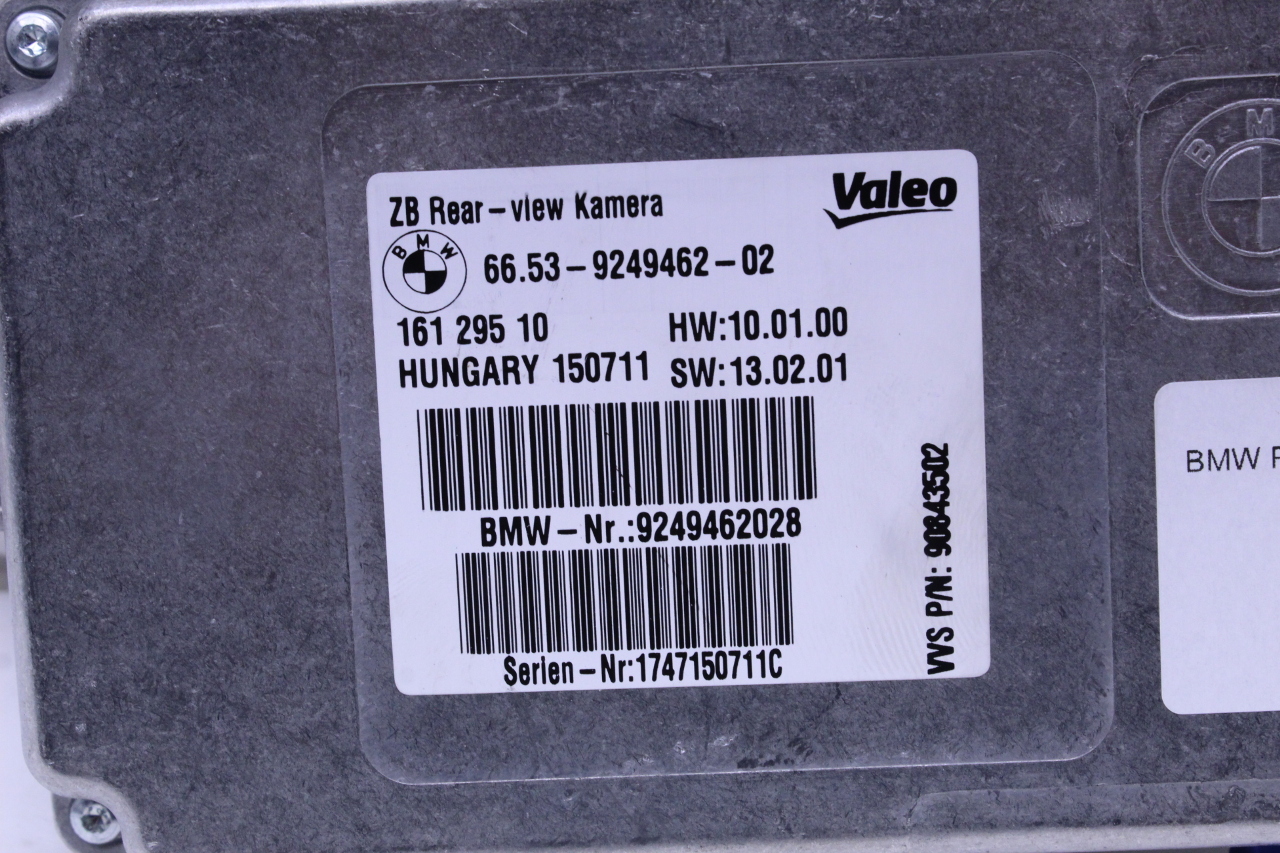 ZB Rear-view Kamera
Valeo
BMW
66.53-9249462-02
161 295 10
HW:10.01.00
HUNGARY 150711
SW:13.02.01
BMW-Nr.:9249462028
Serien-Nr:1747150711C
VVS P/N: 90843502
BM
BMW